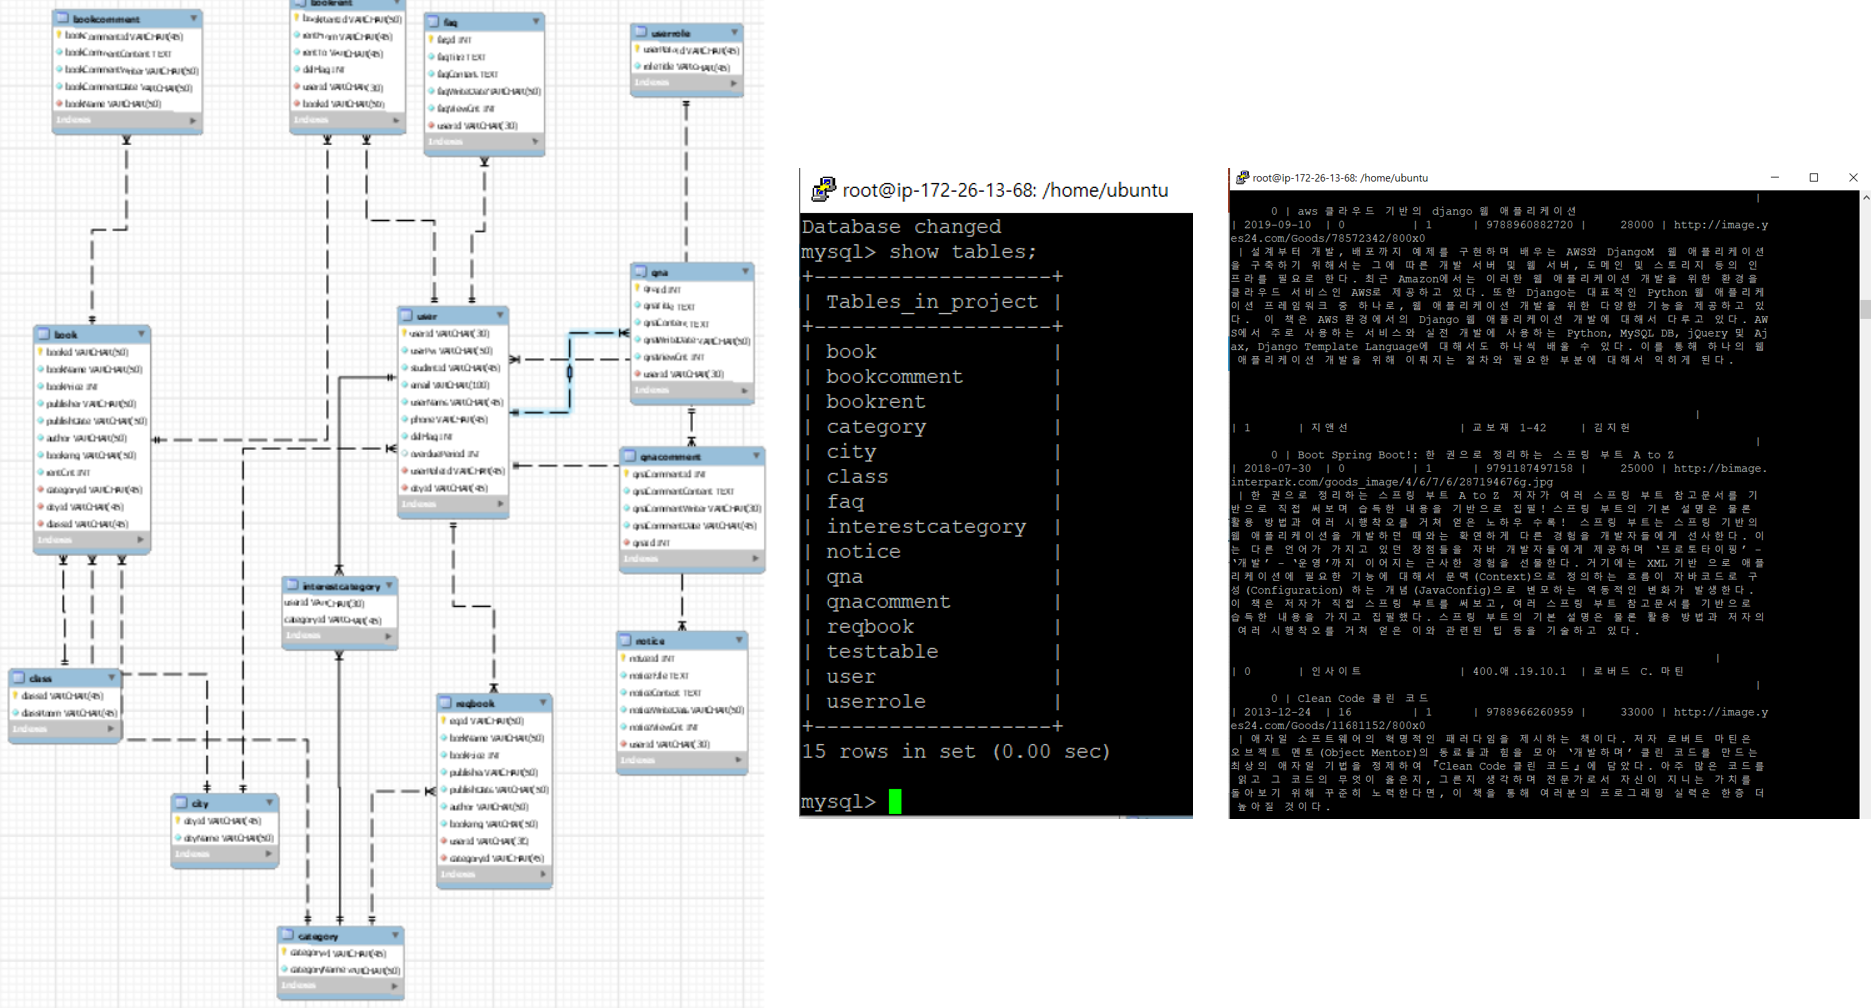 bookcomment
bookCommentId VARCHAR(45)
bookCommentContent TEXT
bookCommentWriter VARCHAR(50)
bookCommentDate VARCHAR(50)
bookName VARCHAR(50)
Indexes
bookrent
bookRentId VARCHAR(50)
rentFrom VARCHAR(45)
rentTo VARCHAR(45)
delFlag INT
userId VARCHAR(30)
bookId VARCHAR(50)
Indexes
faq
faqId INT
faqTitle TEXT
faqContent TEXT
faqWriteDate VARCHAR(50)
faqViewCnt INT
userId VARCHAR(30)
Indexes
userrole
userRoleId VARCHAR(45)
roleTitle VARCHAR(45)
Indexes
qna
qnaId INT
qnaTitle TEXT
qnaContent TEXT
qnaWriteDate VARCHAR(50)
qnaViewCnt INT
userId VARCHAR(30)
Indexes
user
userId VARCHAR(30)
userPw VARCHAR(50)
studentId VARCHAR(45)
email VARCHAR(100)
userName VARCHAR(45)
phone VARCHAR(45)
delFlag INT
overduePeriod INT
userRoleId VARCHAR(45)
cityId VARCHAR(45)
Indexes
book
bookId VARCHAR(50)
bookName VARCHAR(50)
bookPrice INT
publisher VARCHAR(50)
publishDate VARCHAR(50)
author VARCHAR(50)
bookImg VARCHAR(50)
rentCnt INT
categoryId VARCHAR(45)
cityId VARCHAR(45)
classId VARCHAR(45)
Indexes
qnacomment
qnaCommentId INT
qnaCommentContent TEXT
qnaCommentWriter VARCHAR(30)
qnaCommentDate VARCHAR(45)
qnaId INT
Indexes
interestcategory
userId VARCHAR(30)
categoryId VARCHAR(45)
Indexes
notice
noticeId INT
noticeTitle TEXT
noticeContent TEXT
noticeWriteDate VARCHAR(50)
noticeViewCnt INT
userId VARCHAR(30)
Indexes
class
classId VARCHAR(45)
classRoom VARCHAR(45)
Indexes
reqbook
reqId VARCHAR(50)
bookName VARCHAR(50)
bookPrice INT
publisher VARCHAR(50)
publishDate VARCHAR(50)
author VARCHAR(50)
bookImg VARCHAR(50)
userId VARCHAR(30)
categoryId VARCHAR(45)
Indexes
city
cityId VARCHAR(45)
cityName VARCHAR(50)
Indexes
category
categoryId VARCHAR(45)
categoryName VARCHAR(50)
Indexes
root@ip-172-26-13-68: /home/ubuntu
Database changed
mysql> show tables;
+-------------------+
| Tables_in_project |
+-------------------+
| book |
| bookcomment |
| bookrent |
| category |
| city |
| class |
| faq |
| interestcategory |
| notice |
| qna |
| qnacomment |
| reqbook |
| testtable |
| user |
| userrole |
+-------------------+
15 rows in set (0.00 sec)
mysql>
root@ip-172-26-13-68: /home/ubuntu
|
0 | aws 클라우드 기반의 django 웹 애플리케이션
| 2019-09-10 | 0 | 1 | 9788960882720 | 28000 | http://image.y
es24.com/Goods/78572342/800x0
| 설계부터 개발, 배포까지 예제를 구현하며 배우는 AWS와 DjangoM 웹 애플리케이션
을 구축하기 위해서는 그에 따른 개발 서버 및 웹 서버, 도메인 및 스토리지 등의 인
프라를 필요로 한다. 최근 Amazon에서는 이러한 웹 애플리케이션 개발을 위한 환경을
클라우드 서비스인 AWS로 제공하고 있다. 또한 Django는 대표적인 Python 웹 애플리케
이션 프레임워크 중 하나로, 웹 애플리케이션 개발을 위한 다양한 기능을 제공하고 있
다. 이 책은 AWS 환경에서의 Django 웹 애플리케이션 개발에 대해서 다루고 있다. AW
S에서 주로 사용하는 서비스와 실전 개발에 사용하는 Python, MySQL DB, jQuery 및 Aj
ax, Django Template Language에 대해서도 하나씩 배울 수 있다. 이를 통해 하나의 웹
애플리케이션 개발을 위해 이뤄지는 절차와 필요한 부분에 대해서 익히게 된다.
|
| 1 | 지앤선 | 교보재 1-42 | 김지헌
|
0 | Boot Spring Boot!: 한 권으로 정리하는 스프링 부트 A to Z
| 2018-07-30 | 0 | 1 | 9791187497158 | 25000 | http://bimage.
interpark.com/goods_image/4/6/7/6/287194676g.jpg
| 한 권으로 정리하는 스프링 부트 A to Z 저자가 여러 스프링 부트 참고문서를 기
반으로 직접 써보며 습득한 내용을 기반으로 집필! 스프링 부트의 기본 설명은 물론
활용 방법과 여러 시행착오를 거쳐 얻은 노하우 수록! 스프링 부트는 스프링 기반의
웹 애플리케이션을 개발하던 때와는 확연하게 다른 경험을 개발자들에게 선사한다. 이
는 다른 언어가 가지고 있던 장점들을 자바 개발자들에게 제공하며 ‘프로토타이핑’ -
‘개발’ - ‘운영’까지 이어지는 근사한 경험을 선물한다. 거기에는 XML 기반 으로 애플
리케이션에 필요한 기능에 대해서 문맥(Context)으로 정의하는 흐름이 자바코드로 구
성(Configuration) 하는 개념(JavaConfig)으로 변모하는 역동적인 변화가 발생한다.
이 책은 저자가 직접 스프링 부트를 써보고, 여러 스프링 부트 참고문서를 기반으로
습득한 내용을 가지고 집필했다. 스프링 부트의 기본 설명은 물론 활용 방법과 저자의
여러 시행착오를 거쳐 얻은 이와 관련된 팁 등을 기술하고 있다.
|
| 0 | 인사이트 | 400.애.19.10.1 | 로버드 C. 마틴
|
0 | Clean Code 클린 코드
| 2013-12-24 | 16 | 1 | 9788966260959 | 33000 | http://image.y
es24.com/Goods/11681152/800x0
| 애자일 소프트웨어의 혁명적인 패러다임을 제시하는 책이다. 저자 로버트 마틴은
오브젝트 멘토(Object Mentor)의 동료들과 힘을 모아 ‘개발하며’ 클린 코드를 만드는
최상의 애자일 기법을 정제하여 『Clean Code 클린 코드』에 담았다. 아주 많은 코드를
읽고 그 코드의 무엇이 옳은지, 그른지 생각하며 전문가로서 자신이 지니는 가치를
돌아보기 위해 꾸준히 노력한다면, 이 책을 통해 여러분의 프로그래밍 실력은 한층 더
높아질 것이다.